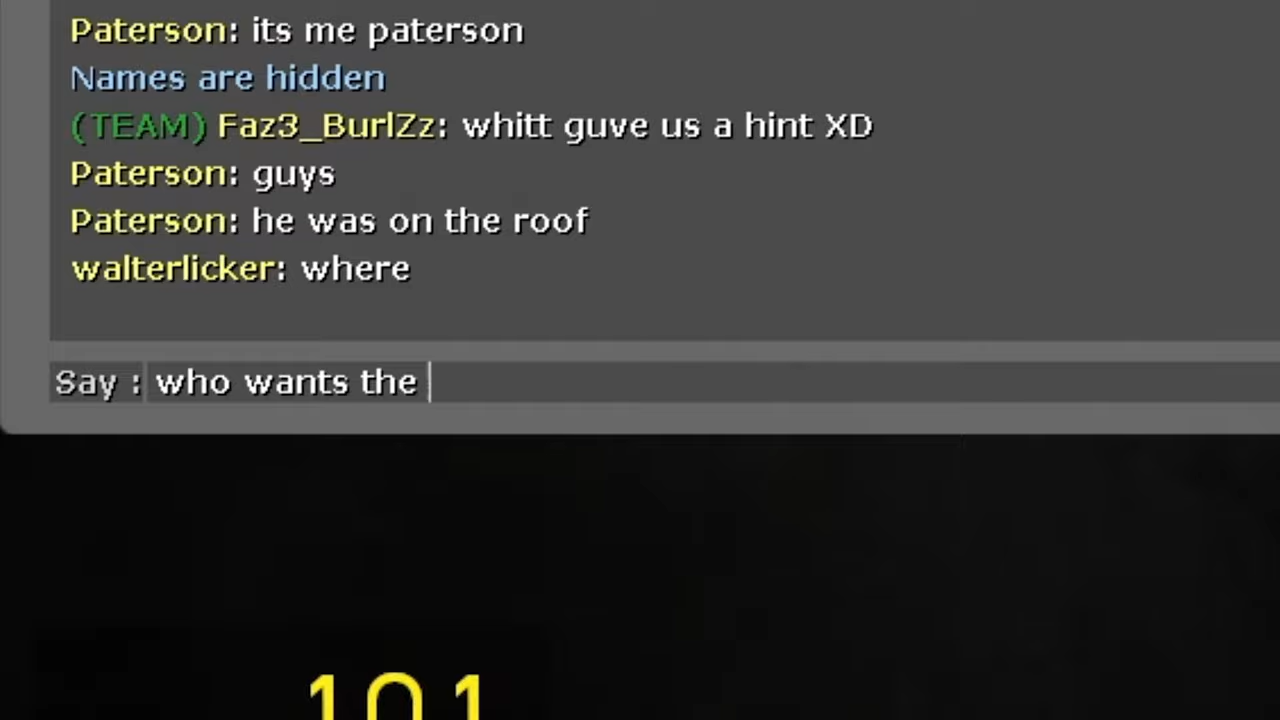 Paterson: its me paterson
Names are hidden
(TEAM) Faz3_BurlZz: whitt guve us a hint XD
Paterson: guys
Paterson: he was on the roof
walterlicker: where
Say : who wants the
101